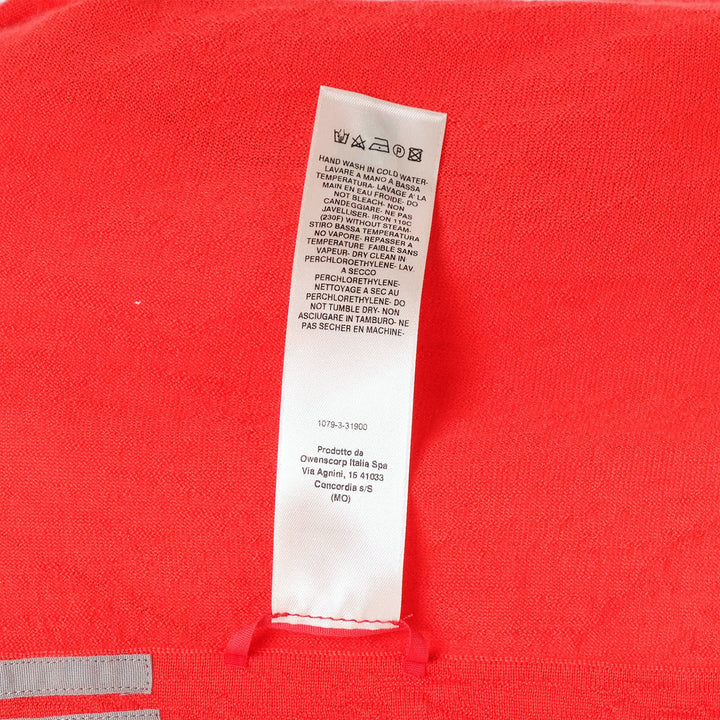 HAND WASH IN COLD WATER-
LAVARE A MANO A BASSA
TEMPERATURA- LAVAGE A'LA
MAIN EN EAU FROIDE- DO
NOT BLEACH- NON
CANDEGGIARE- NE PAS
JAVELLISER- IRON 110C
(230F) WITHOUT STEAM-
STIRO BASSA TEMPERATURA
NO VAPORE- REPASSER A
TEMPERATURE FAIBLE SANS
VAPEUR- DRY CLEAN IN
PERCHLOROETHYLENE- LAV.
A SECCO
PERCHLORETHYLENE-
NETTOYAGE A SEC AU
PERCHLORETHYLENE- DO
NOT TUMBLE DRY- NON
ASCIUGARE IN TAMBURO- NE
PAS SECHER EN MACHINE-
1079-3-31900
Prodotto da
Owenscorp Italia Spa
Via Agnini, 15 41033
Concordia s/S
(MO)